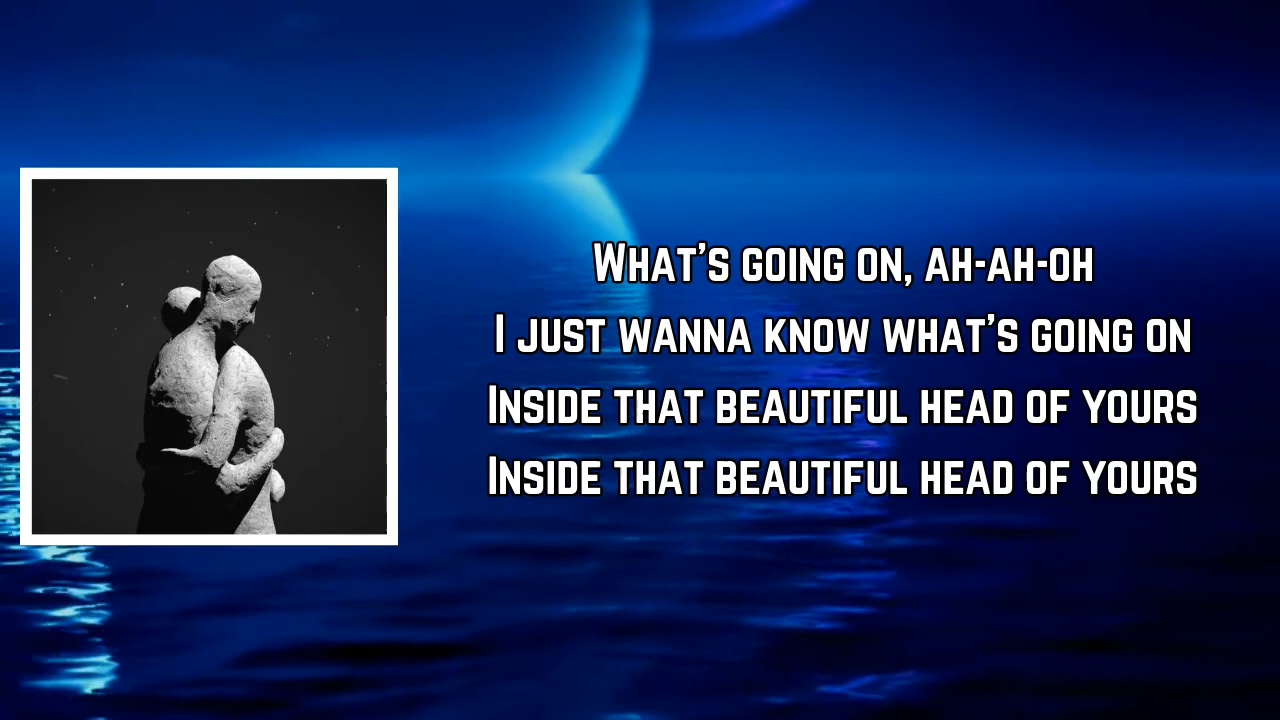 What's going on, ah-ah-oh
I just wanna know what's going on
Inside that beautiful head of yours
Inside that beautiful head of yours